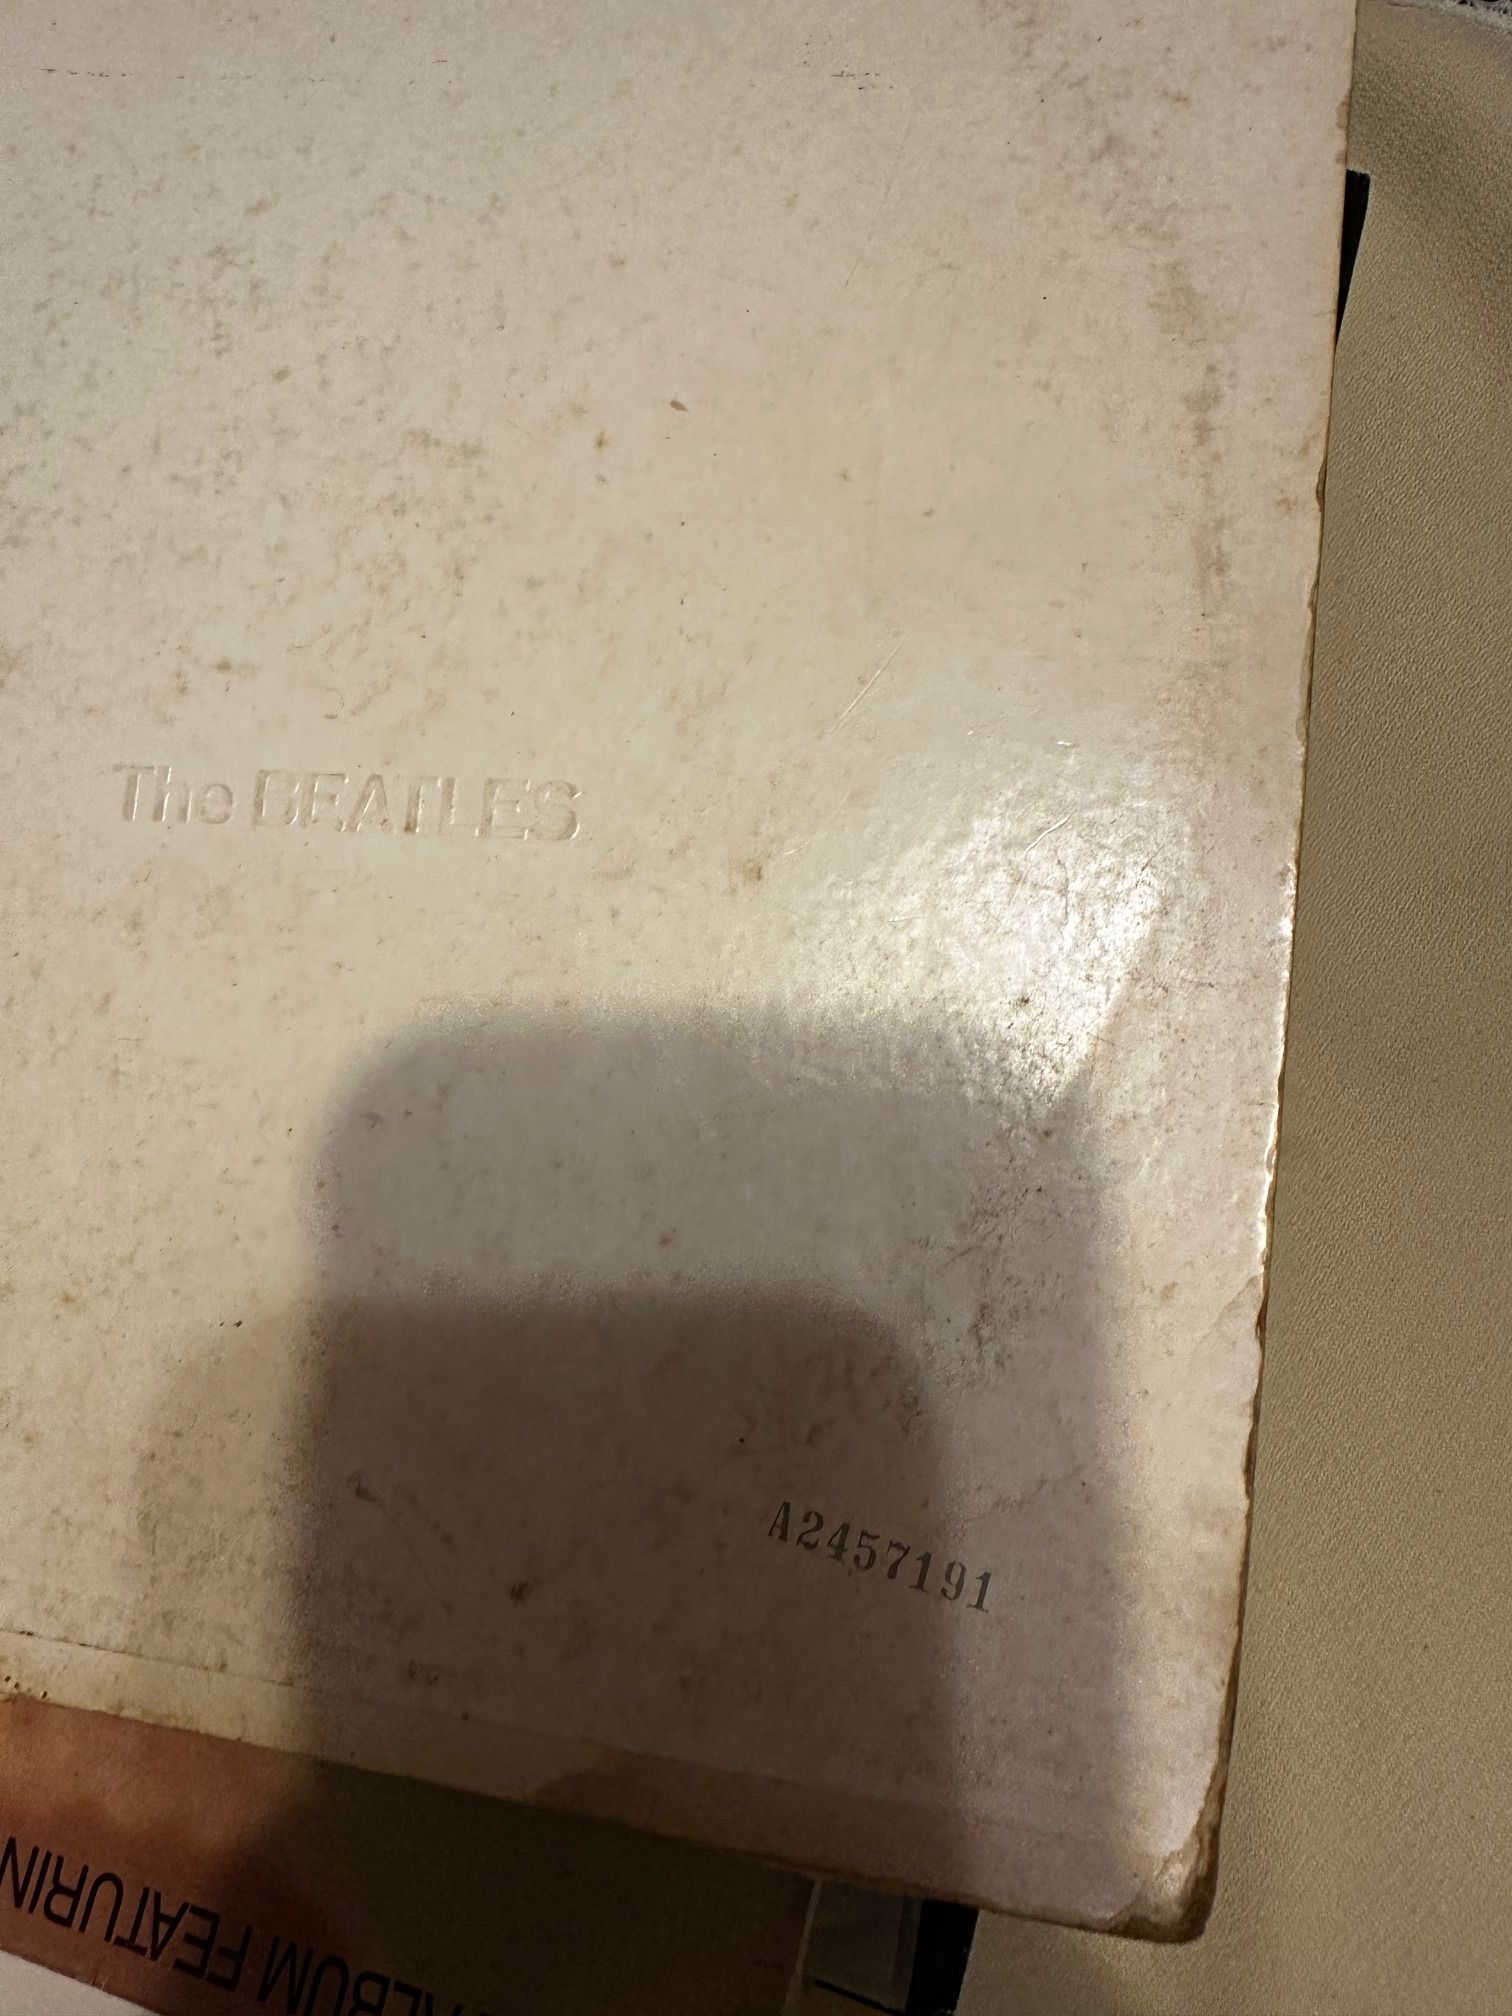 The BEATLES
A2457191
ALBUM FEATURIN